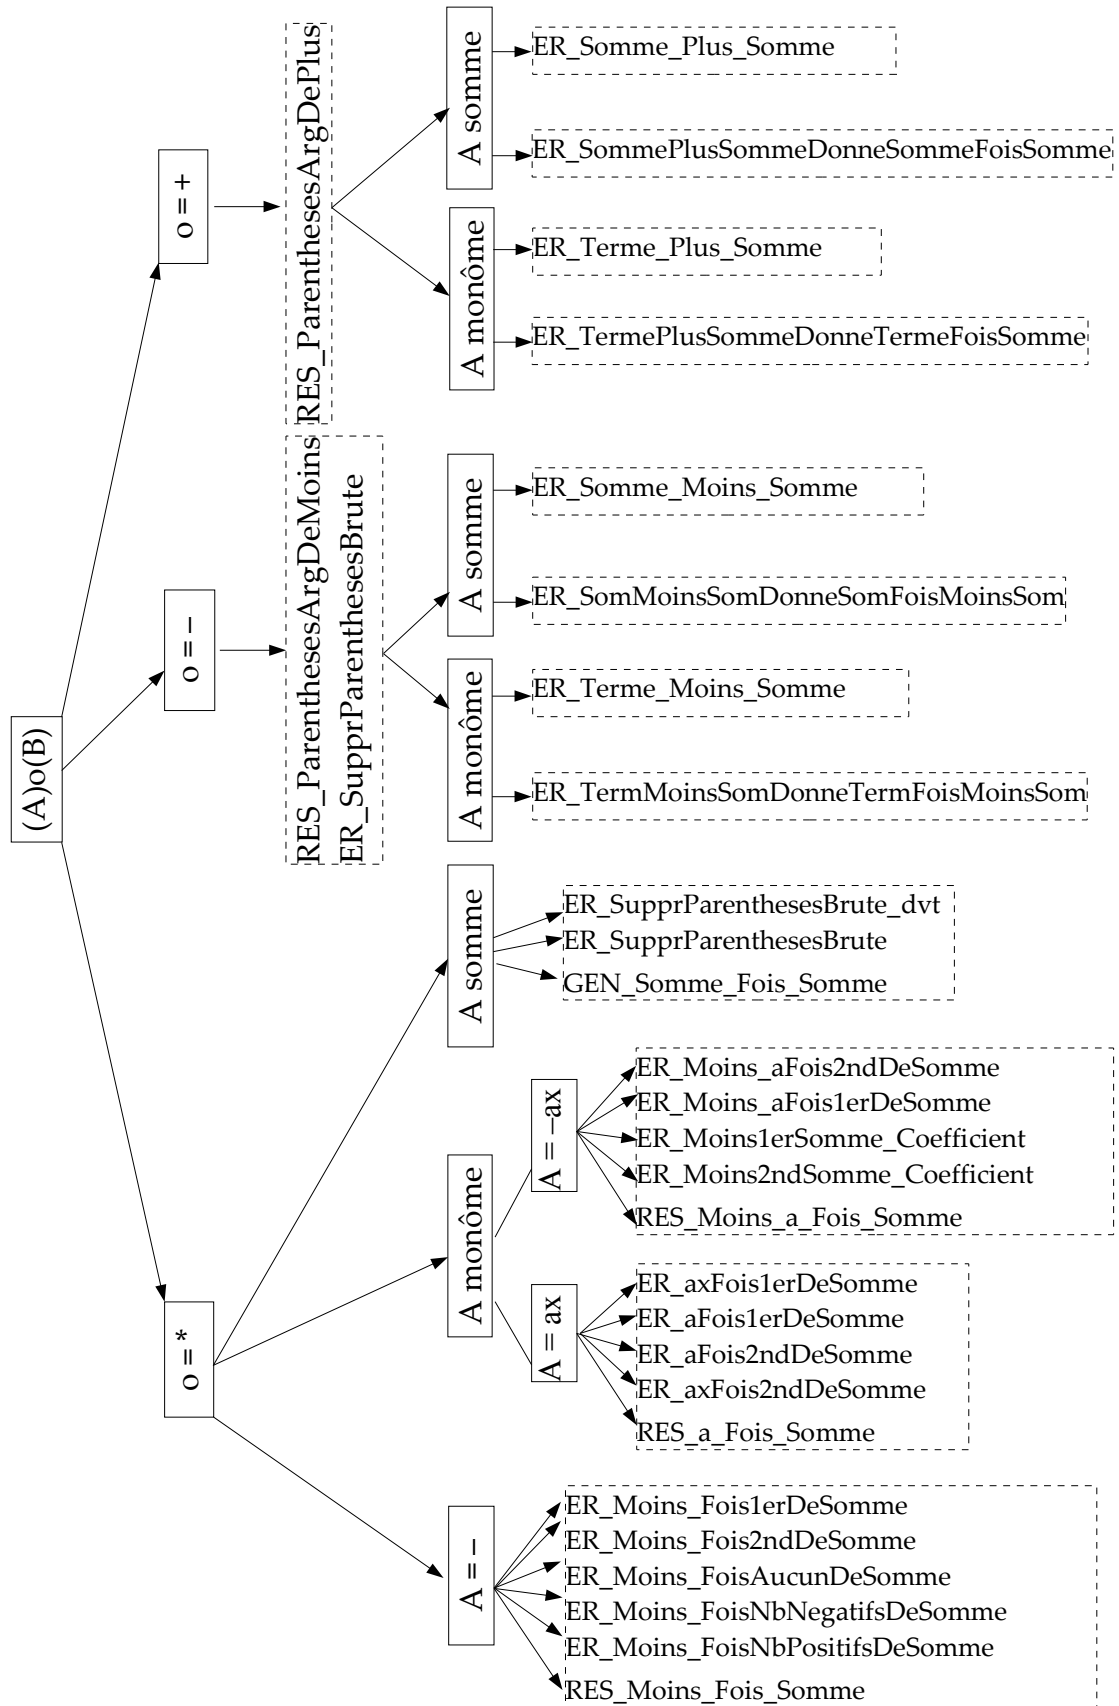 (A)o(B)
o = +
RES_ParenthesesArgDePlus
A somme
ER_Somme_Plus_Somme
ER_SommePlusSommeDonneSommeFoisSomme
A monôme
ER_Terme_Plus_Somme
ER_TermePlusSommeDonneTermeFoisSomme
o = –
RES_ParenthesesArgDeMoins
ER_SupprParenthesesBrute
A somme
ER_Somme_Moins_Somme
ER_SomMoinsSomDonneSomFoisMoinsSom
A monôme
ER_Terme_Moins_Somme
ER_TermMoinsSomDonneTermFoisMoinsSom
o = *
A somme
ER_SupprParenthesesBrute_dvt
ER_SupprParenthesesBrute
GEN_Somme_Fois_Somme
A monôme
A = –ax
ER_Moins_aFois2ndDeSomme
ER_Moins_aFois1erDeSomme
ER_Moins1erSomme_Coefficient
ER_Moins2ndSomme_Coefficient
RES_Moins_a_Fois_Somme
A = ax
ER_axFois1erDeSomme
ER_aFois1erDeSomme
ER_aFois2ndDeSomme
ER_axFois2ndDeSomme
RES_a_Fois_Somme
A = –
ER_Moins_Fois1erDeSomme
ER_Moins_Fois2ndDeSomme
ER_Moins_FoisAucunDeSomme
ER_Moins_FoisNbNegatifsDeSomme
ER_Moins_FoisNbPositifsDeSomme
RES_Moins_Fois_Somme